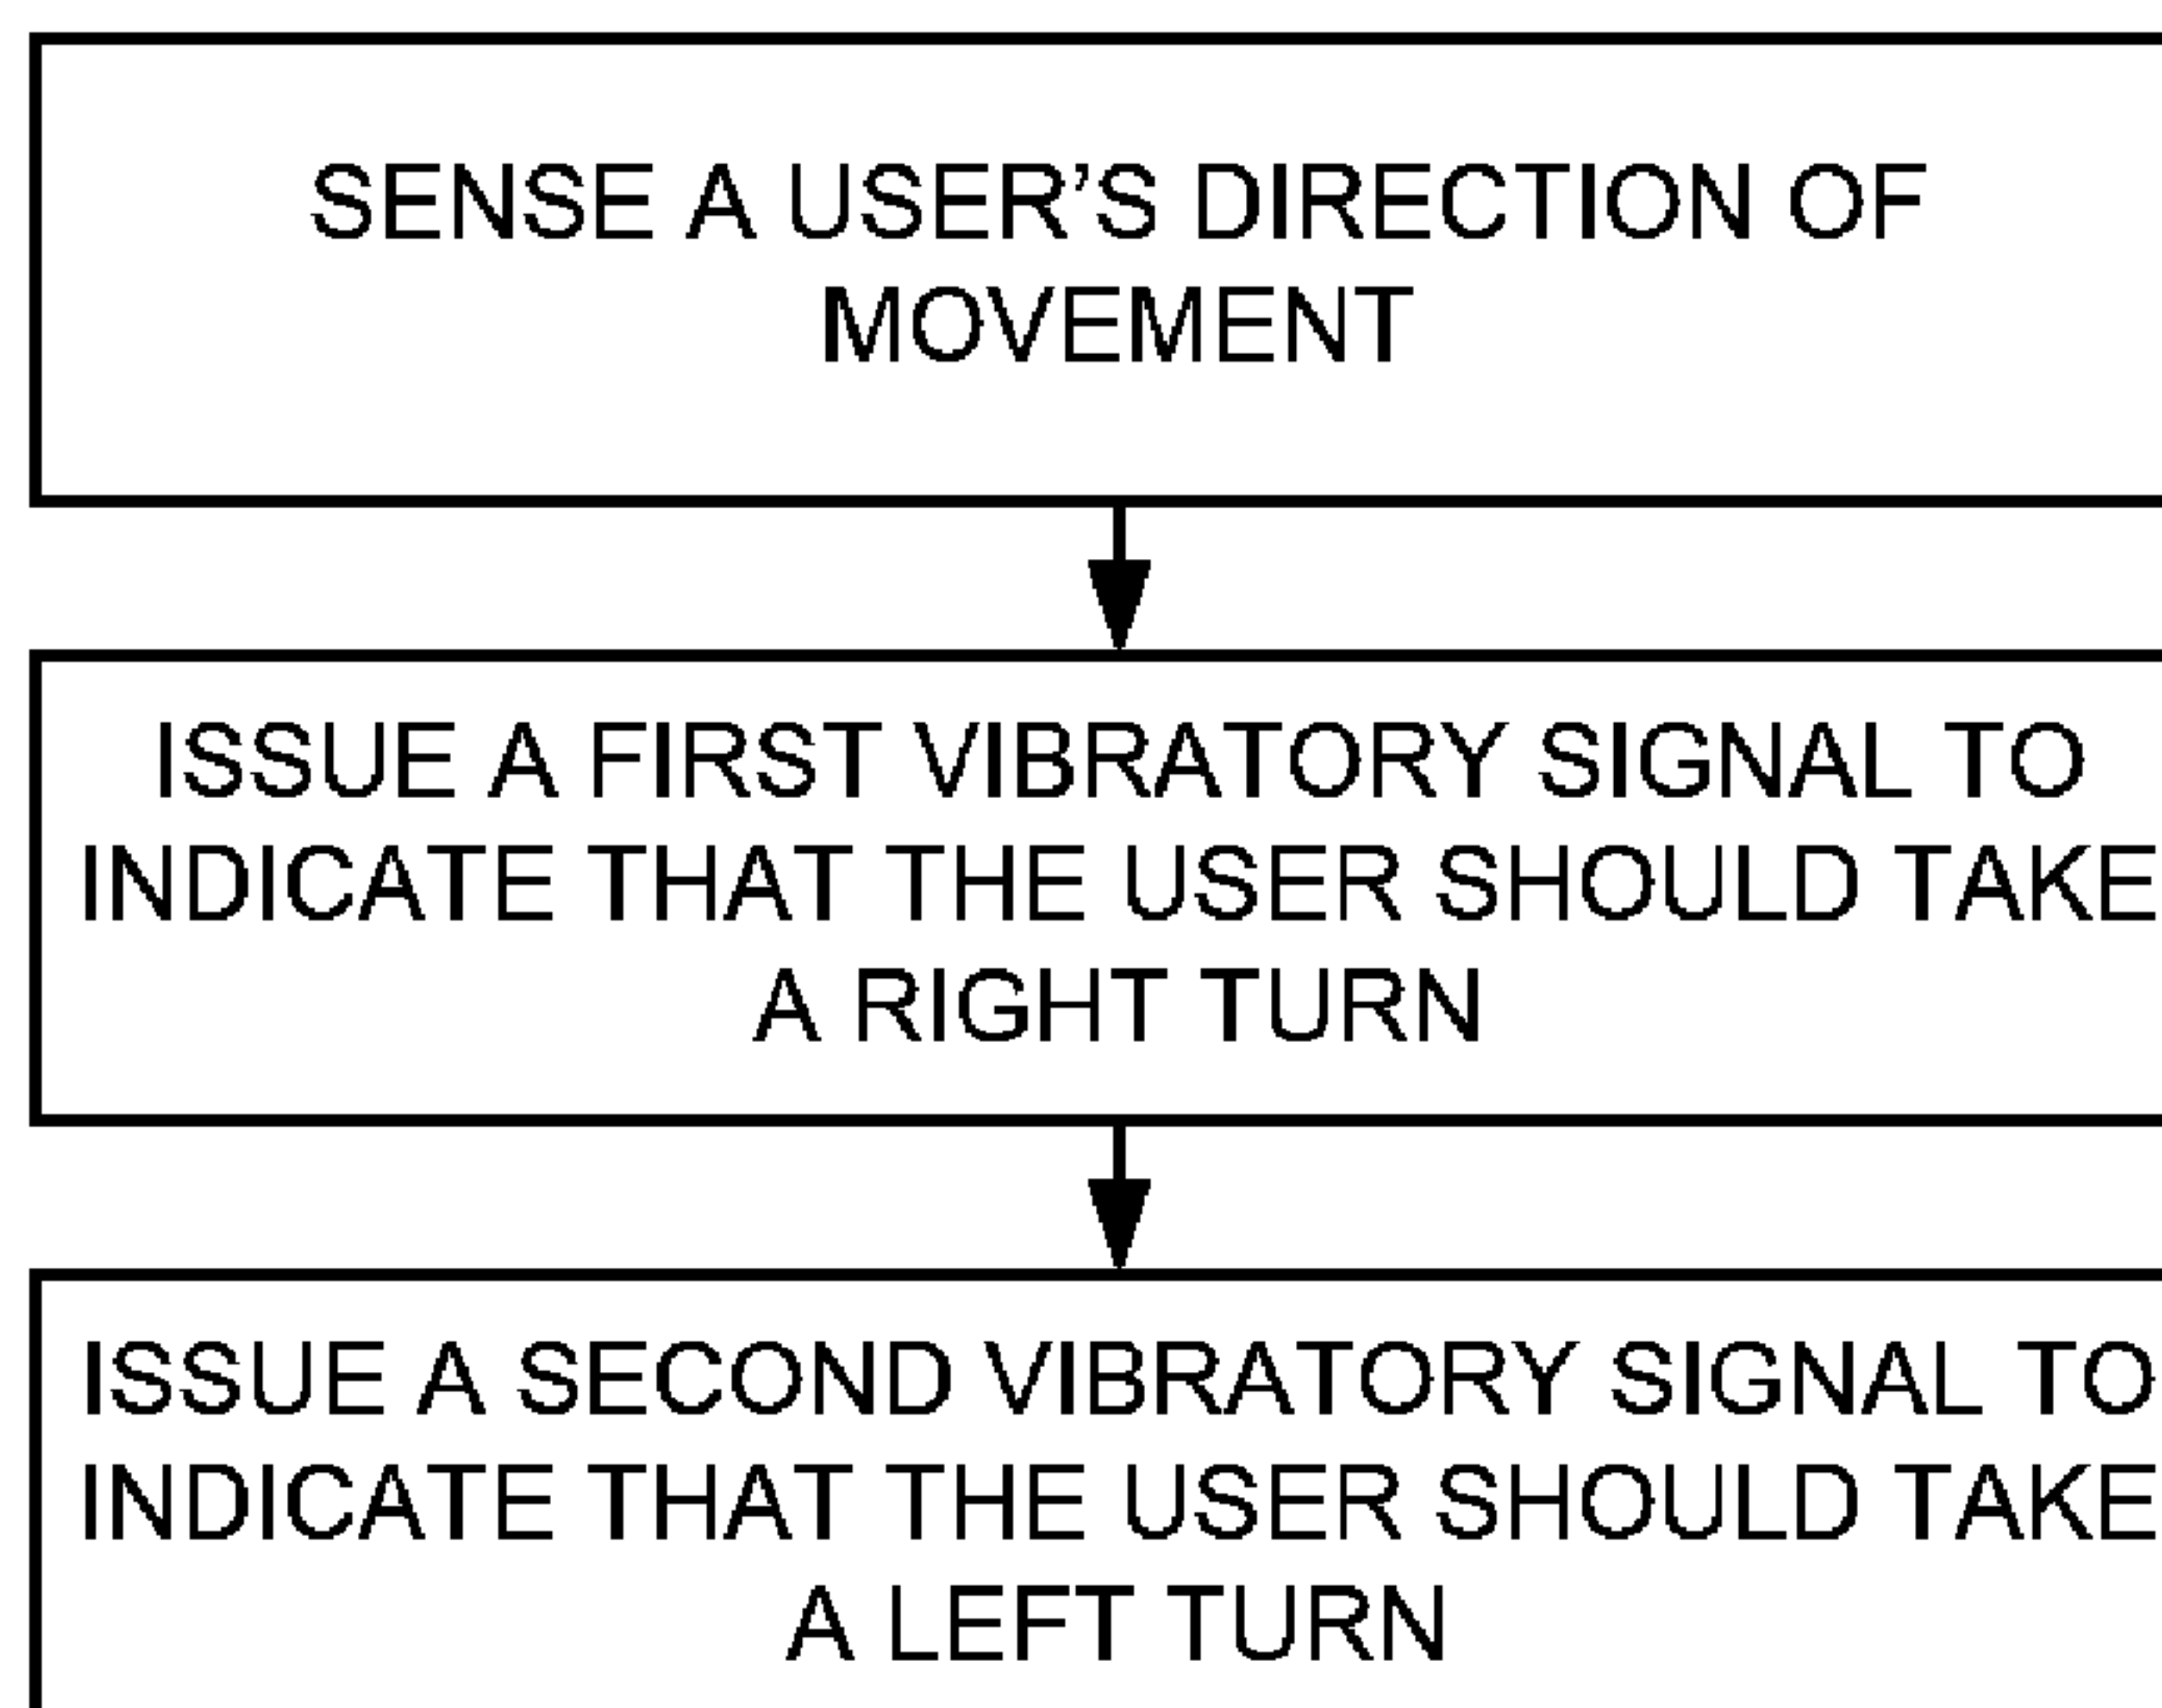 SENSE A USER’S DIRECTION OF
MOVEMENT
ISSUE A FIRST VIBRATORY SIGNAL TO
INDICATE THAT THE USER SHOULD TAKE
A RIGHT TURN
ISSUE A SECOND VIBRATORY SIGNAL TO
INDICATE THAT THE USER SHOULD TAKE
A LEFT TURN